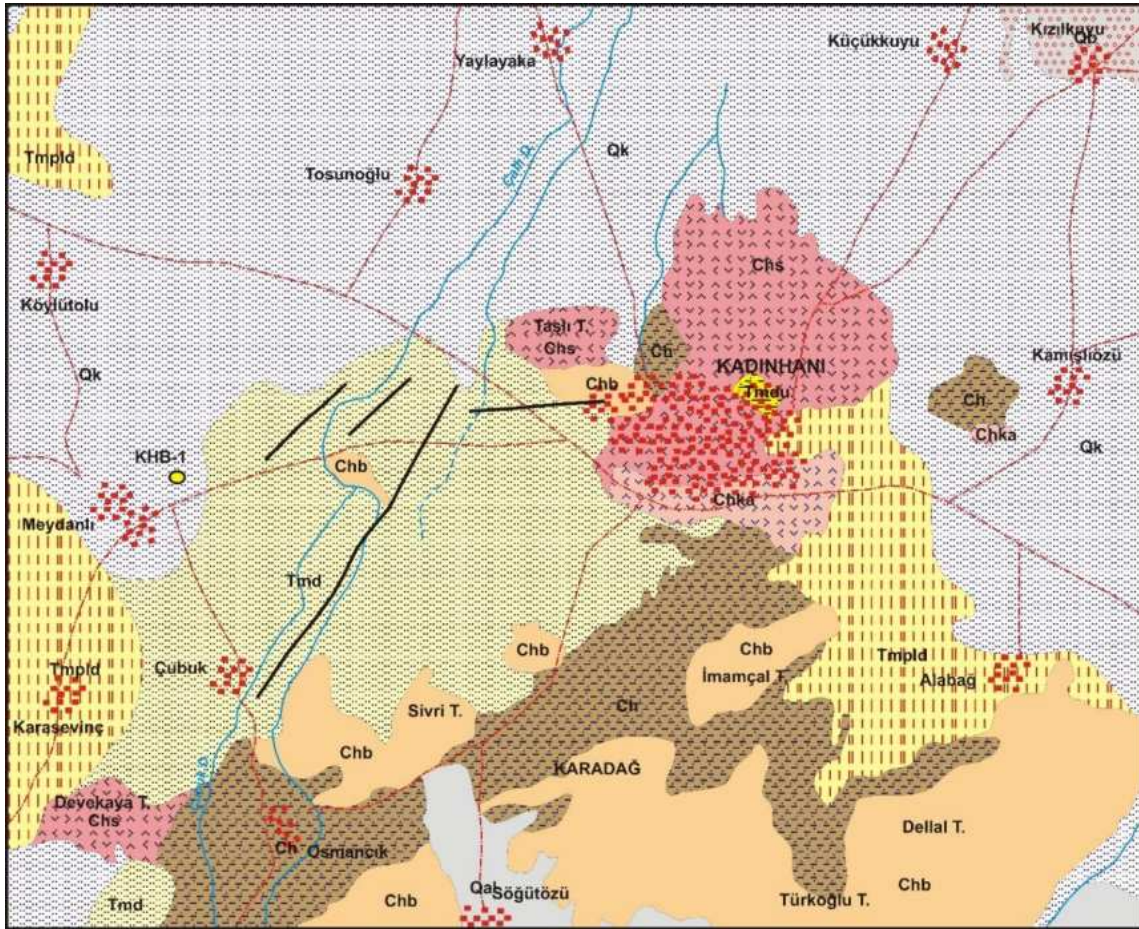 Kızılkuyu
Qb
Küçükkuyu
Yaylayaka
Qk
Tmpld
Tosunoğlu
Çaltı D.
Chs
Köylütolu
Taşlı T.
Chs
Ch
KADINHANI
Kamışlıözü
Qk
Chb
Tmdu
Ch
Chka
Qk
KHB-1
Chb
Chka
Meydanlı
Tmd
Tmpld
Çubuk
Chb
Chb
İmamçal T.
Tmpld
Alabağ
Karasevinç
Sivri T.
Ch
Chb
KARADAĞ
Devekaya T.
Chs
Dellal T.
Ch
Osmancık
Chb
Qal
Söğütözü
Chb
Türkoğlu T.
Tmd